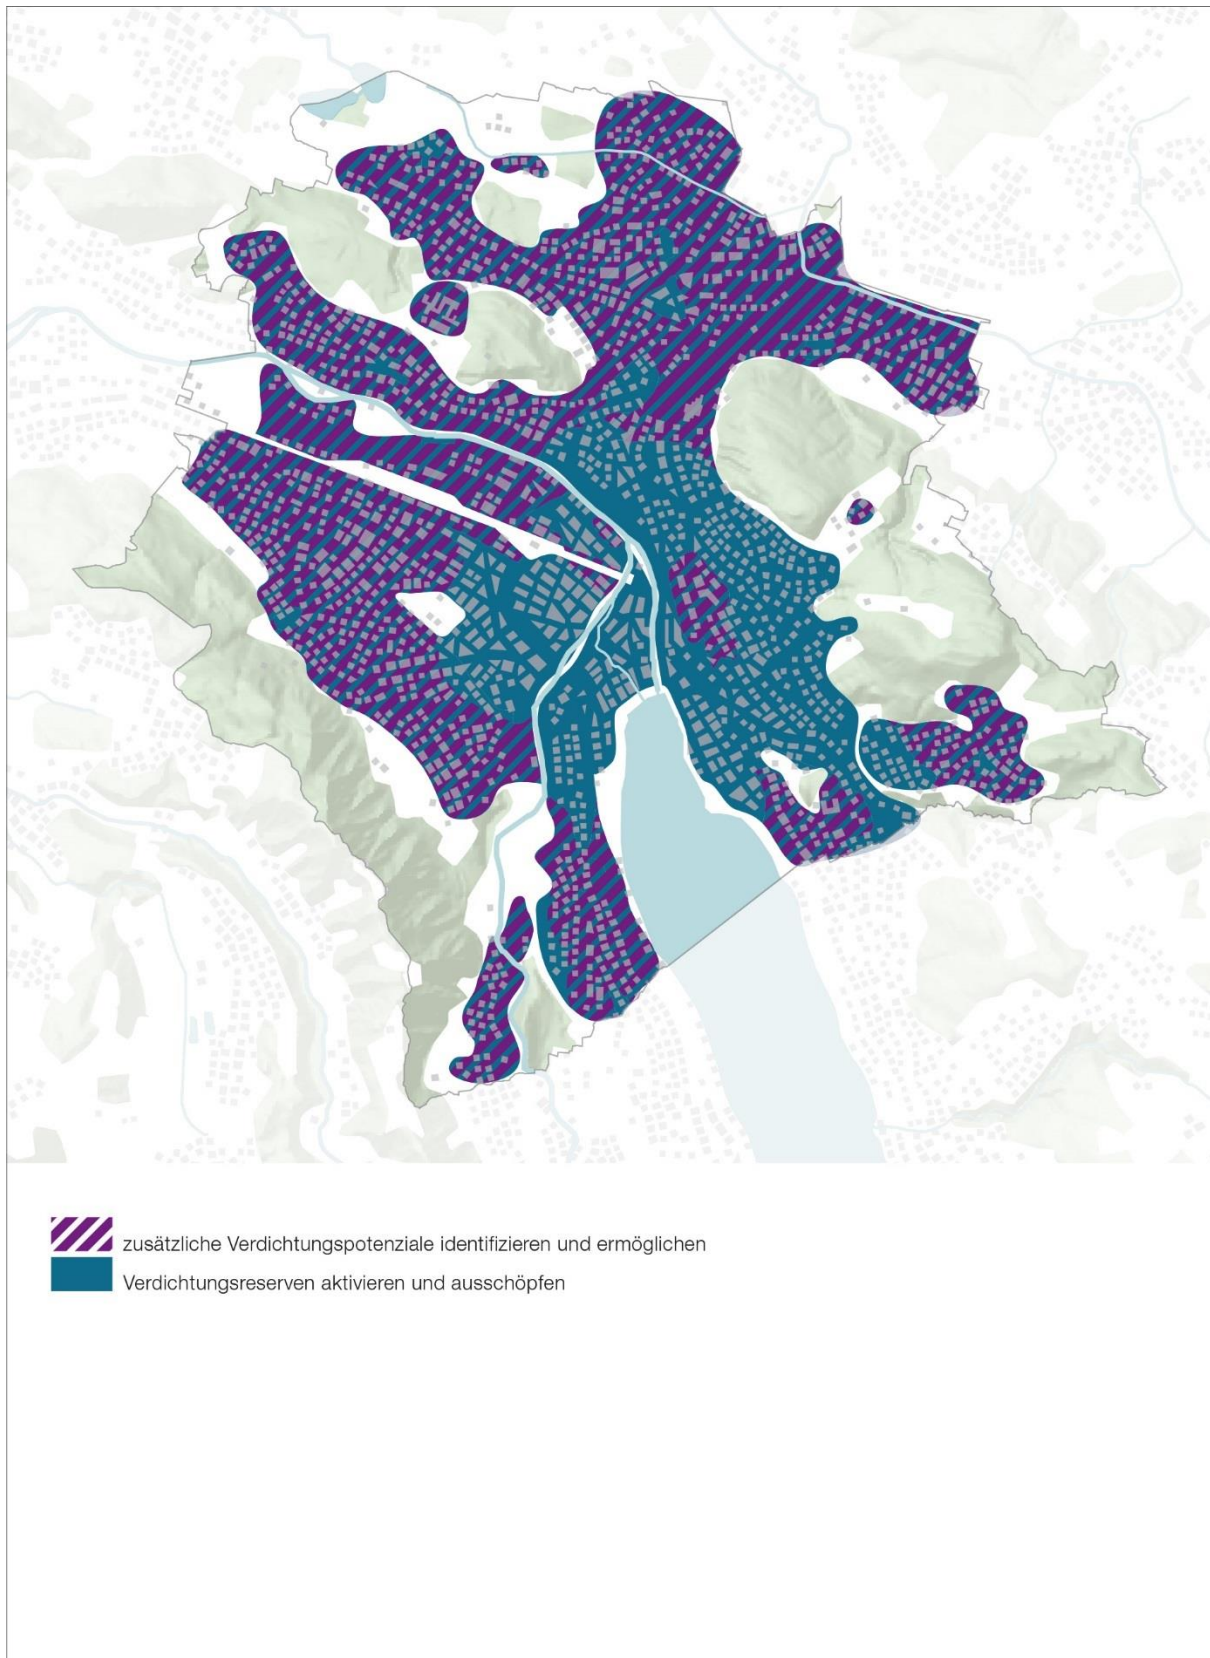 zusätzliche Verdichtungspotenziale identifizieren und ermöglichen
Verdichtungsreserven aktivieren und ausschöpfen